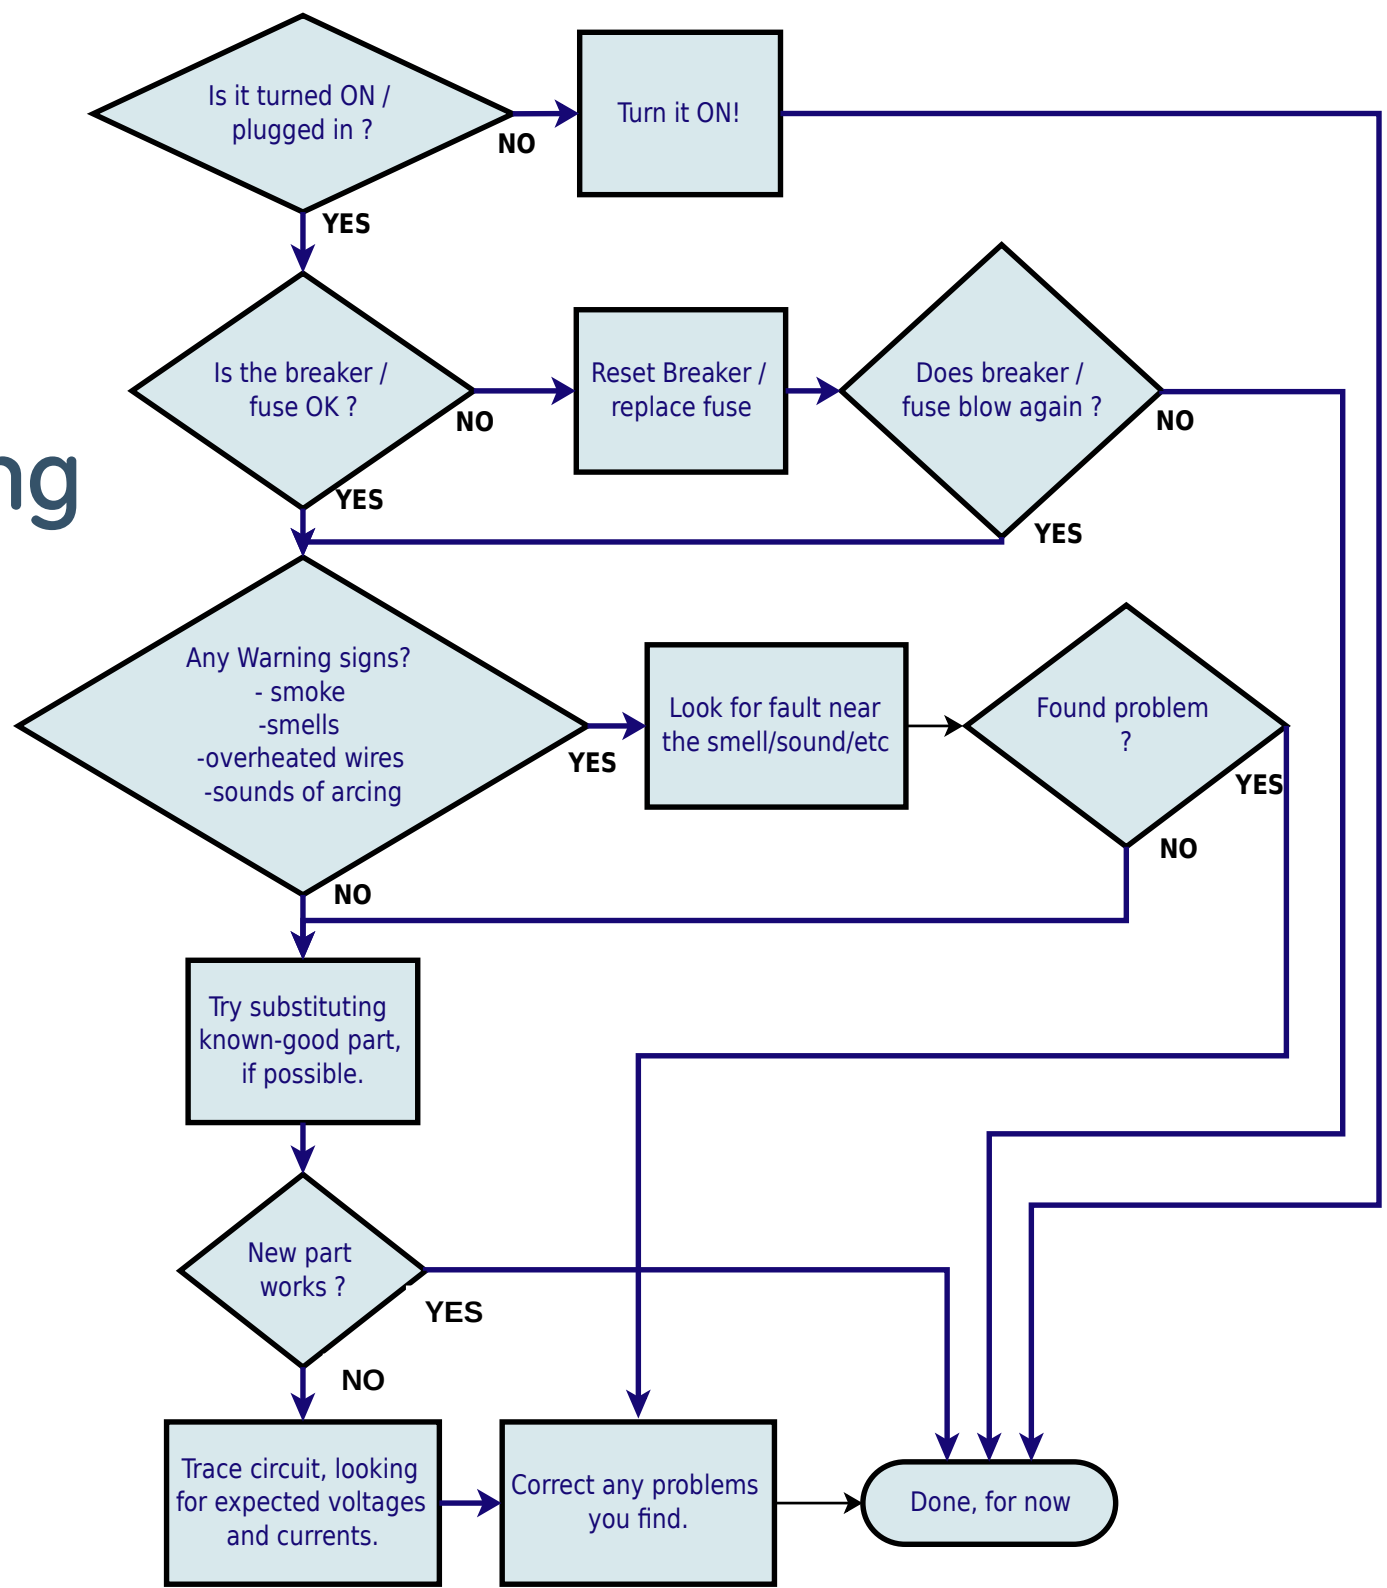 Is it turned ON /
plugged in ?
NO
Turn it ON!
YES
Is the breaker /
fuse OK ?
NO
Reset Breaker /
replace fuse
Does breaker /
fuse blow again ?
NO
YES
YES
ng
Any Warning signs?
- smoke
-smells
-overheated wires
-sounds of arcing
YES
Look for fault near
the smell/sound/etc
Found problem
?
YES
NO
NO
Try substituting
known-good part,
if possible.
New part
works ?
YES
NO
Trace circuit, looking
for expected voltages
and currents.
Correct any problems
you find.
Done, for now